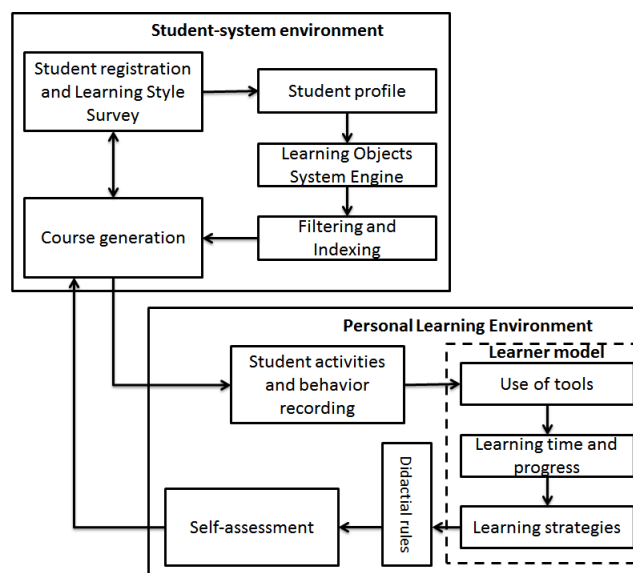 Student-system environment
Student registration
and Learning Style
Survey
Student profile
Learning Objects
System Engine
Filtering and
Indexing
Course generation
Personal Learning Environment
Learner model
Student activities
and behavior
recording
Use of tools
Learning time and
progress
Learning strategies
Didactial rules
Self-assessment